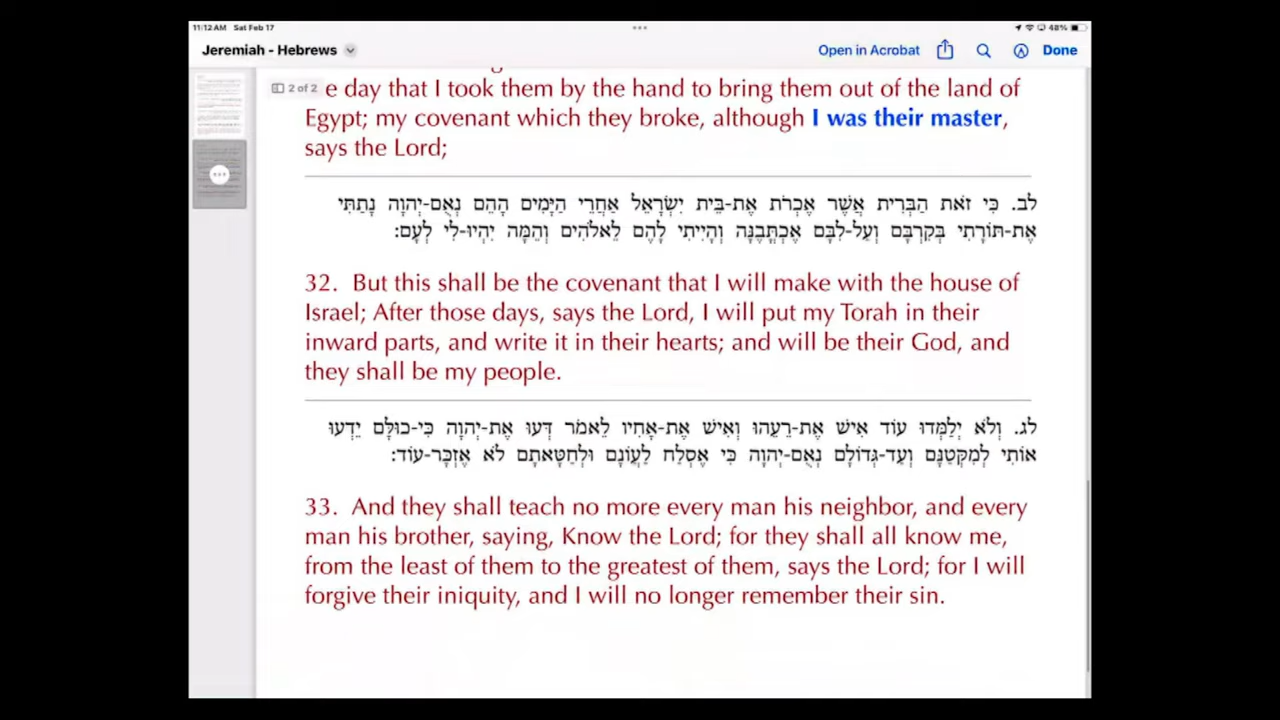 11:12 AM Sat Feb 17
48%
Jeremiah - Hebrews
Open in Acrobat
Done
2 of 2
e day that I took them by the hand to bring them out of the land of
Egypt; my covenant which they broke, although I was their master,
says the Lord;
לב. כִּי זֹאת הַבְּרִית אֲשֶׁר אֶכְרֹת אֶת-בֵּית יִשְׂרָאֵל אַחֲרֵי הַיָּמִים הָהֵם נְאֻם-יְהוָה נָתַתִּי
אֶת-תּוֹרָתִי בְּקִרְבָּם וְעַל-לִבָּם אֶכְתֲּבֶנָּה וְהָיִיתִי לָהֶם לֵאלֹהִים וְהֵמָּה יִהְיוּ-לִי לְעָם:
32. But this shall be the covenant that I will make with the house of
Israel; After those days, says the Lord, I will put my Torah in their
inward parts, and write it in their hearts; and will be their God, and
they shall be my people.
לג. וְלֹא יְלַמְּדוּ עוֹד אִישׁ אֶת-רֵעֵהוּ וְאִישׁ אֶת-אָחִיו לֵאמֹר דְּעוּ אֶת-יְהוָה כִּי-כוּלָּם יֵדְעוּ
אוֹתִי לְמִקְּטַנָּם וְעַד-גְּדוֹלָם נְאֻם-יְהוָה כִּי אֶסְלַח לַעֲוֹנָם וּלְחַטָּאתָם לֹא אֶזְכָּר-עוֹד:
33. And they shall teach no more every man his neighbor, and every
man his brother, saying, Know the Lord; for they shall all know me,
from the least of them to the greatest of them, says the Lord; for I will
forgive their iniquity, and I will no longer remember their sin.